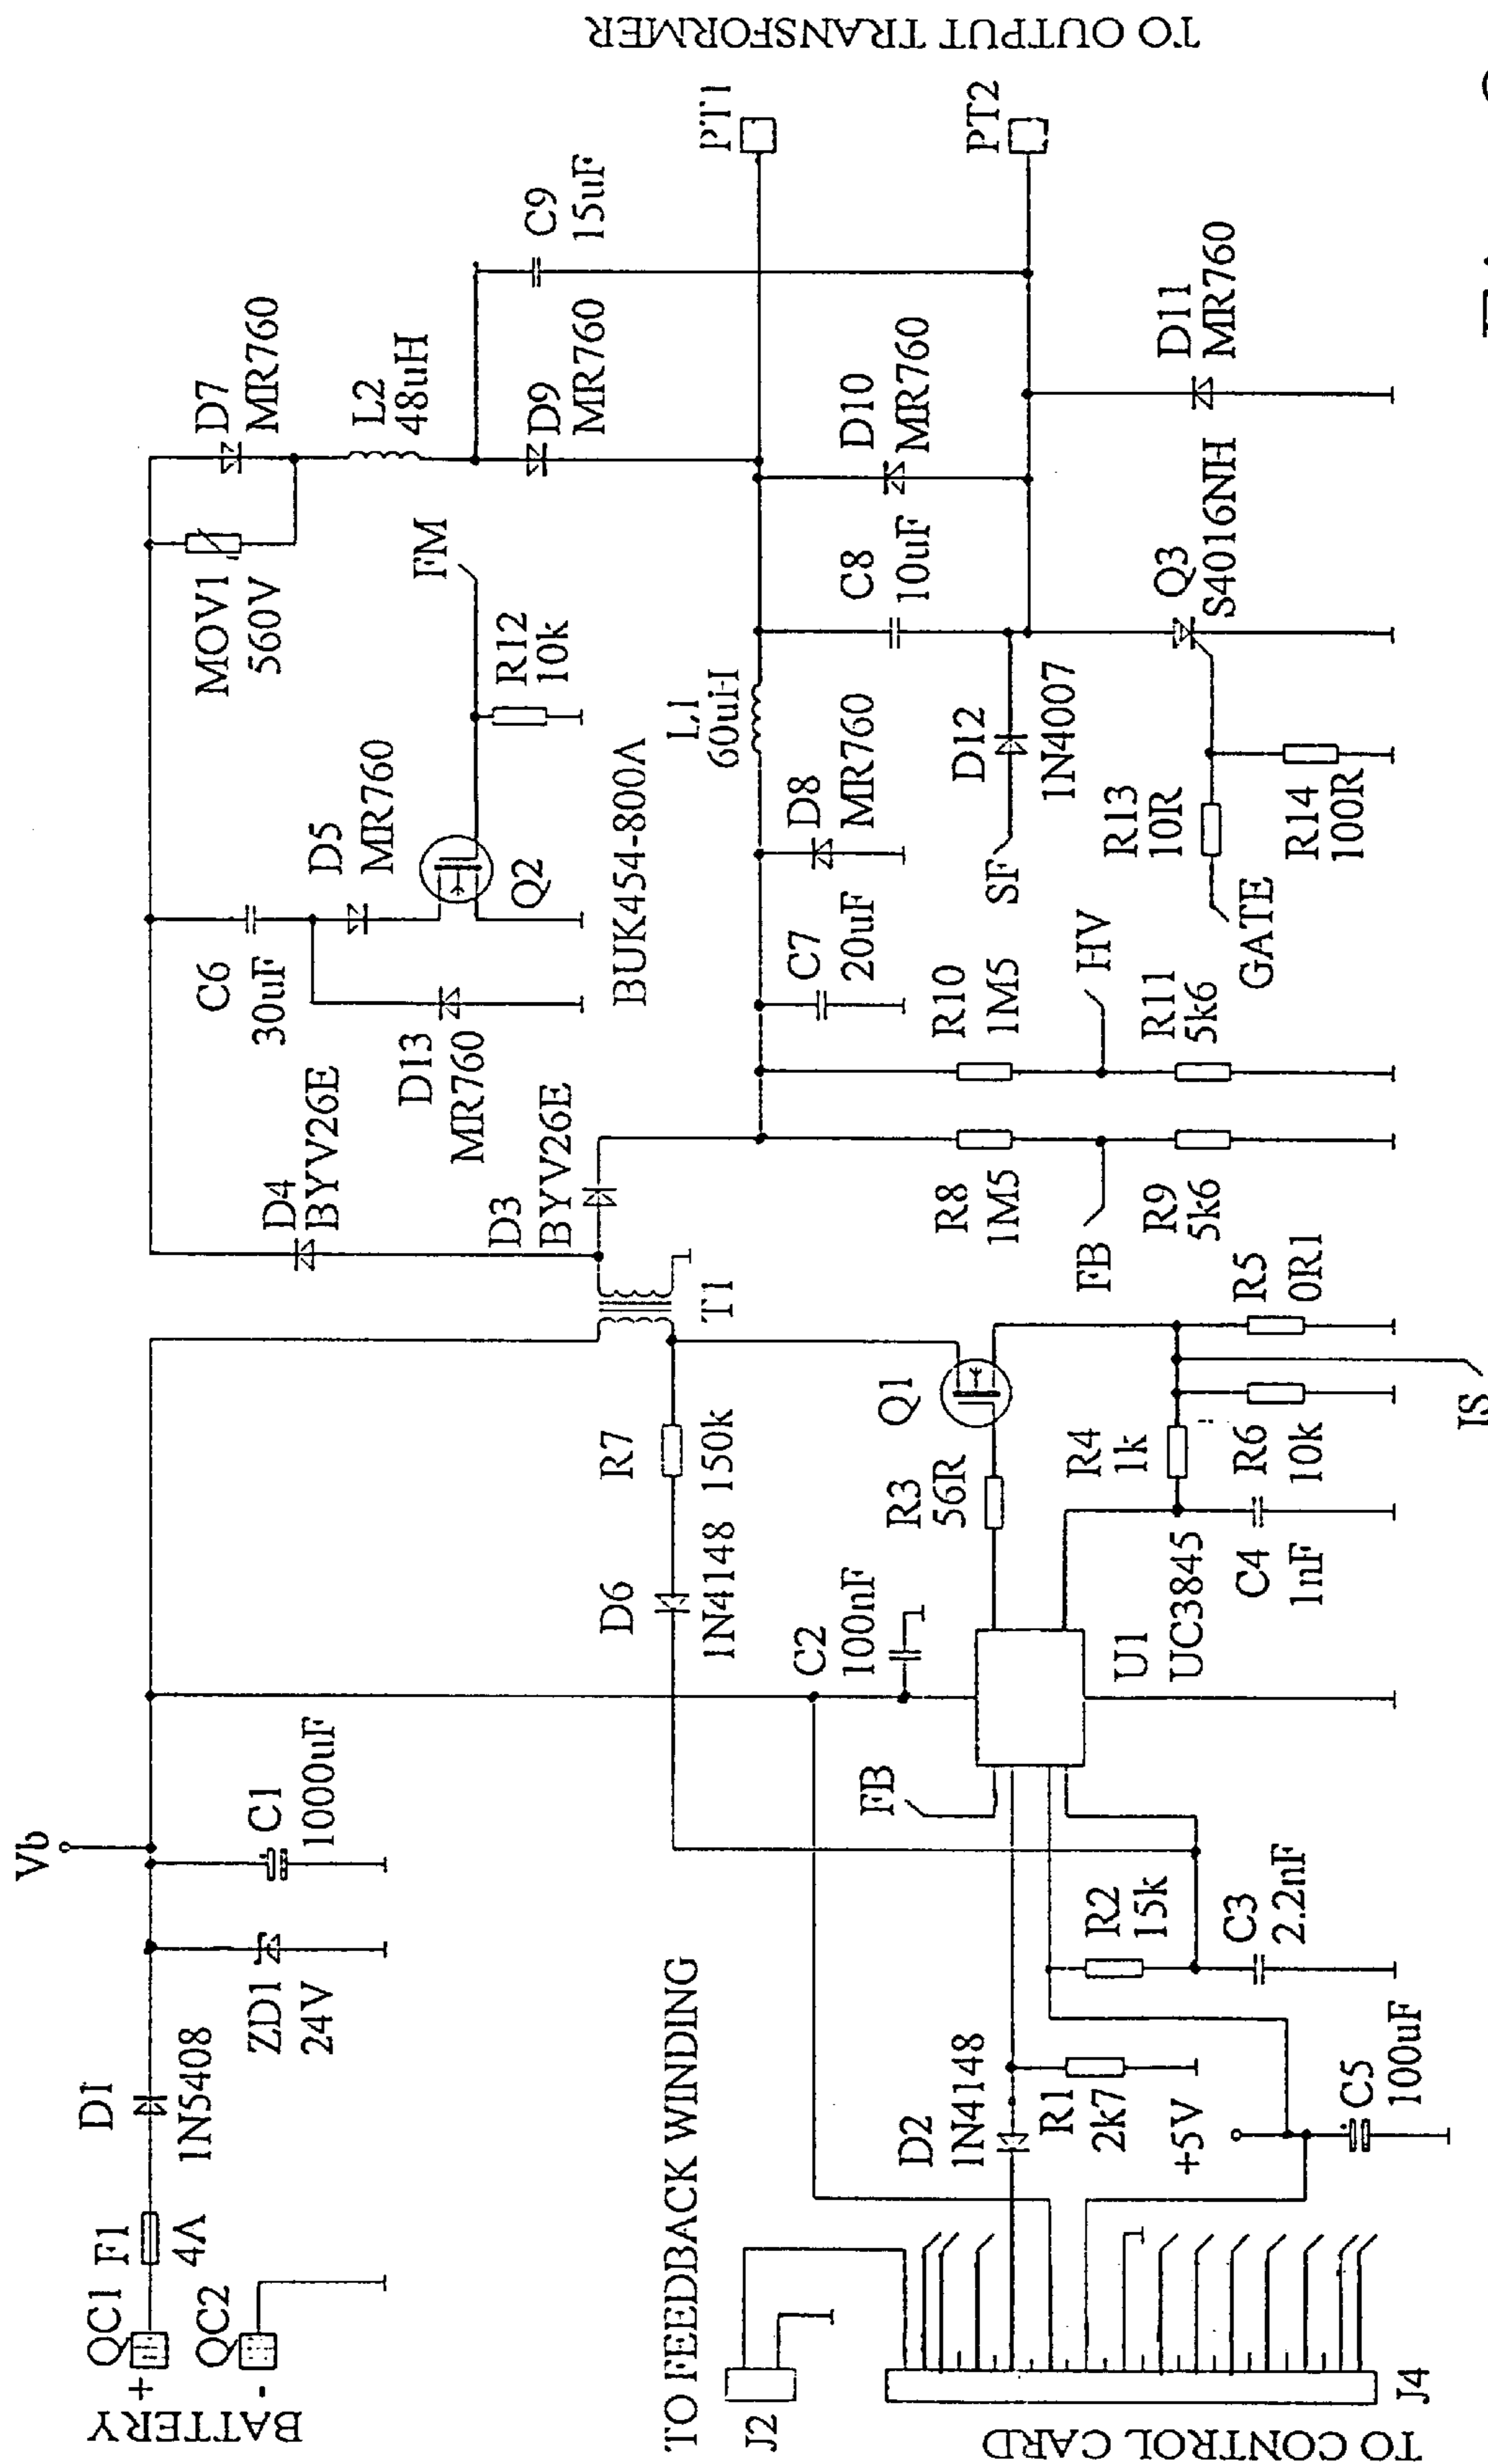 BATTERY
+
-
QC1
QC2
F1
4A
D1
1N5408
ZD1
24V
C1
1000uF
Vb
D4
BYV26E
D3
BYV26E
C6
30uF
D13
MR760
D5
MR760
Q2
BUK454-800A
R12
10k
FM
MOV1
560V
D7
MR760
L2
48uH
D9
MR760
C9
15uF
TO FEEDBACK WINDING
J2
D6
1N4148
R7
150k
T1
C2
100nF
R3
56R
Q1
FB
U1
UC3845
R4
1k
C4
1nF
R6
10k
R5
0R1
IS
R8
1M5
FB
R9
5k6
R10
1M5
HV
R11
5k6
C7
20uF
D8
MR760
L1
60uH
C8
10uF
D10
MR760
PT1
PT2
TO OUTPUT TRANSFORMER
SF
D12
1N4007
GATE
R13
10R
R14
100R
Q3
S4016NH
D11
MR760
TO CONTROL CARD
J4
D2
1N4148
R1
2k7
+5V
R2
15k
C3
2.2nF
C5
100uF